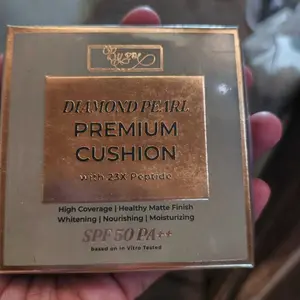 DIAMOND PEARL
PREMIUM
CUSHION
with 23X Peptide
High Coverage | Healthy Matte Finish
Whitening | Nourishing | Moisturizing
SPF 50 PA++
based on In Vitro Tested